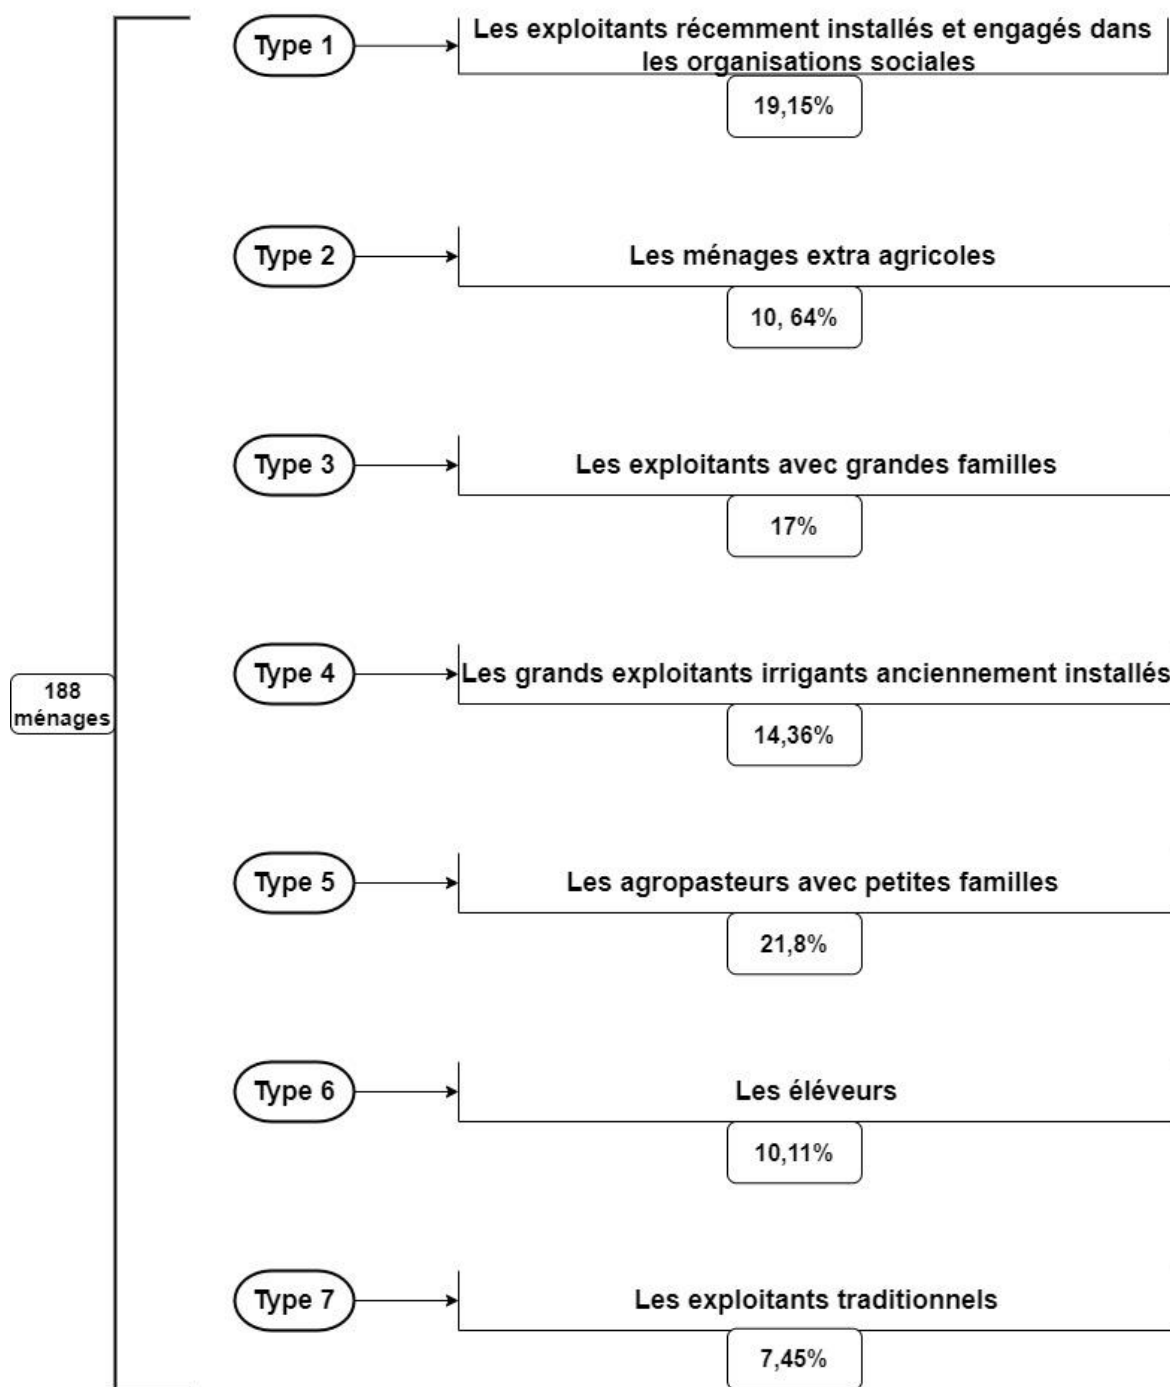 Type 1
Les exploitants récemment installés et engagés dans
les organisations sociales
19,15%
Type 2
Les ménages extra agricoles
10, 64%
Type 3
Les exploitants avec grandes familles
17%
188
ménages
Type 4
Les grands exploitants irrigants anciennement installés
14,36%
Type 5
Les agropasteurs avec petites familles
21,8%
Type 6
Les éléveurs
10,11%
Type 7
Les exploitants traditionnels
7,45%